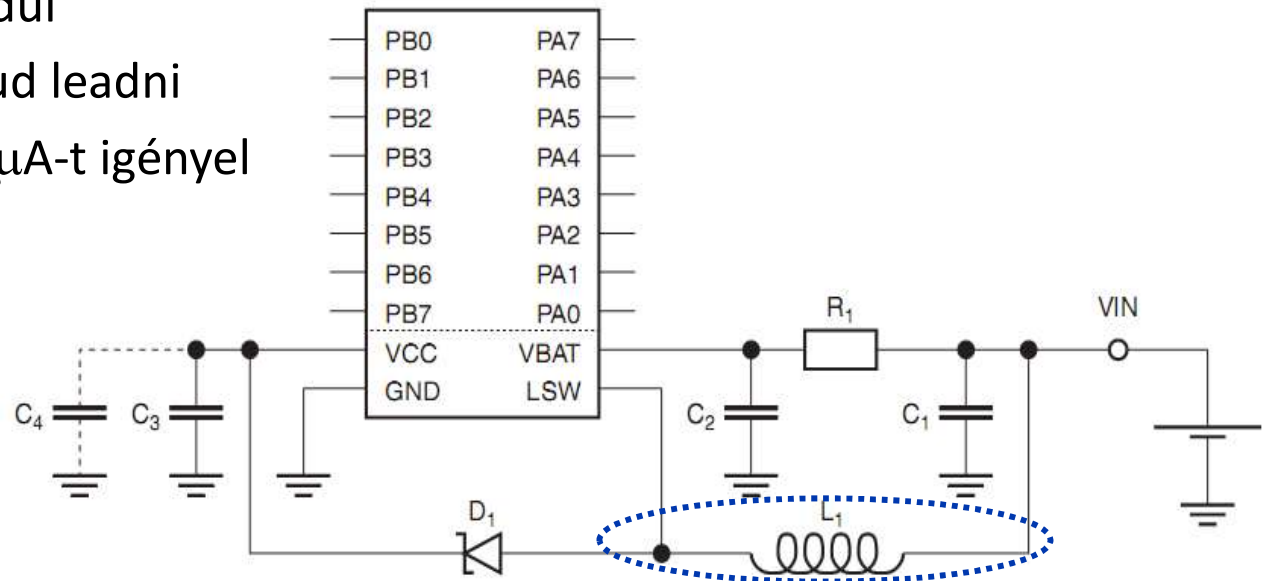 dul
ud leadni
µA-t igényel
PB0 PA7
PB1 PA6
PB2 PA5
PB3 PA4
PB4 PA3
PB5 PA2
PB6 PA1
PB7 PA0
R₁
VIN
VCC VBAT
GND LSW
C₄
C₃
C₂
C₁
D₁
L₁